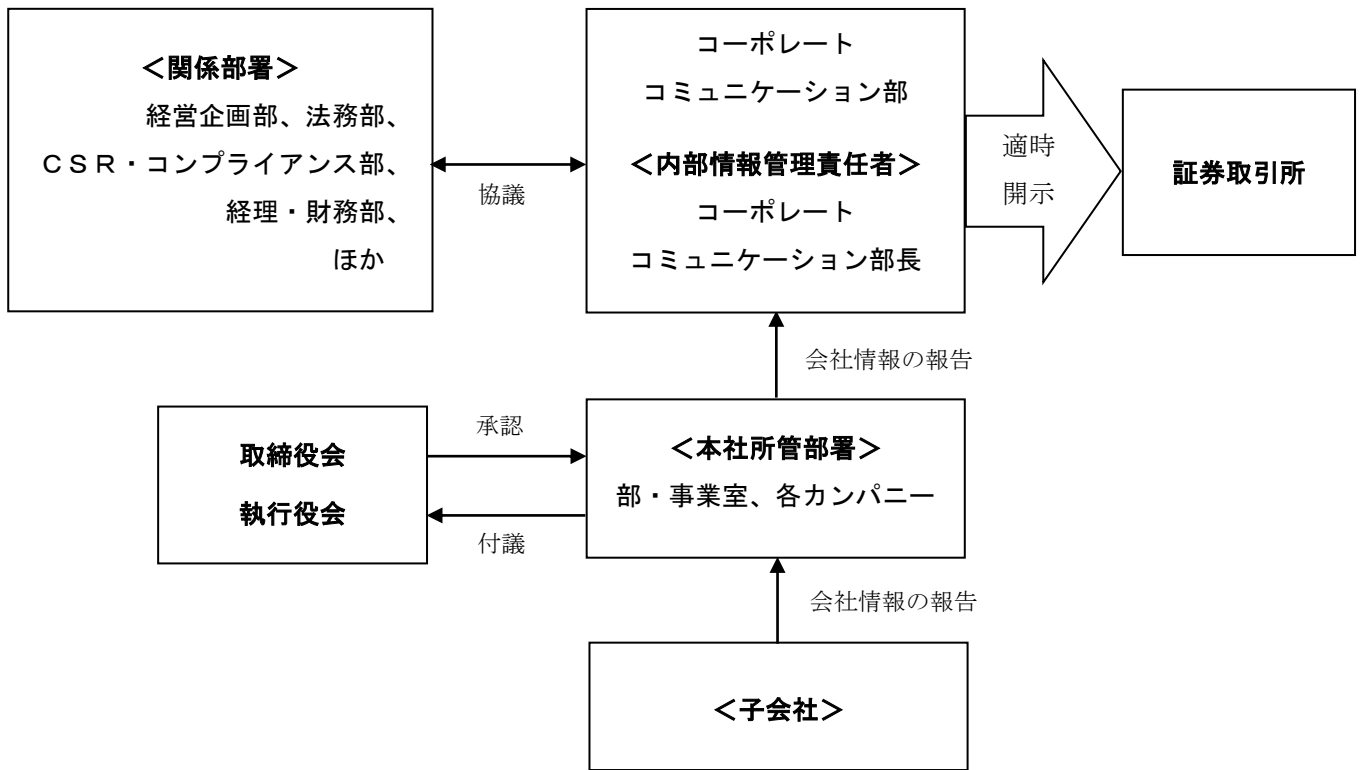 ＜関係部署＞
経営企画部、法務部、
ＣＳＲ・コンプライアンス部、
経理・財務部、
ほか
協議
コーポレート
コミュニケーション部
＜内部情報管理責任者＞
コーポレート
コミュニケーション部長
適時
開示
証券取引所
会社情報の報告
取締役会
執行役会
承認
付議
＜本社所管部署＞
部・事業室、各カンパニー
会社情報の報告
＜子会社＞